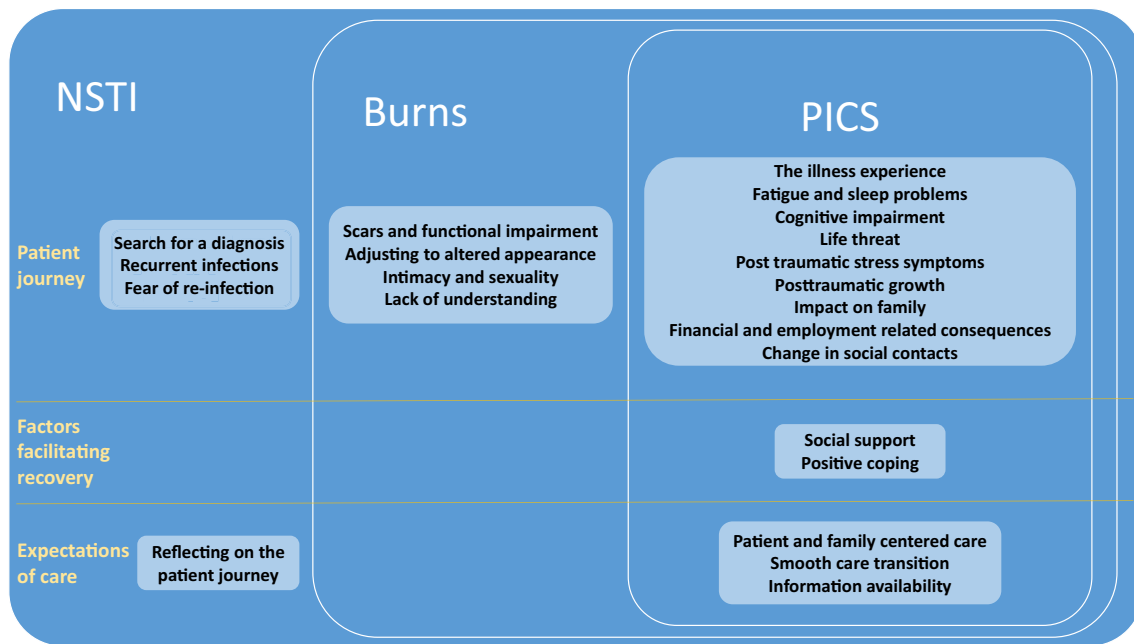 NSTI
Burns
PICS
Patient
journey
Search for a diagnosis
Recurrent infections
Fear of re-infection
Scars and functional impairment
Adjusting to altered appearance
Intimacy and sexuality
Lack of understanding
The illness experience
Fatigue and sleep problems
Cognitive impairment
Life threat
Post traumatic stress symptoms
Posttraumatic growth
Impact on family
Financial and employment related consequences
Change in social contacts
Factors
facilitating
recovery
Social support
Positive coping
Expectations
of care
Reflecting on the
patient journey
Patient and family centered care
Smooth care transition
Information availability